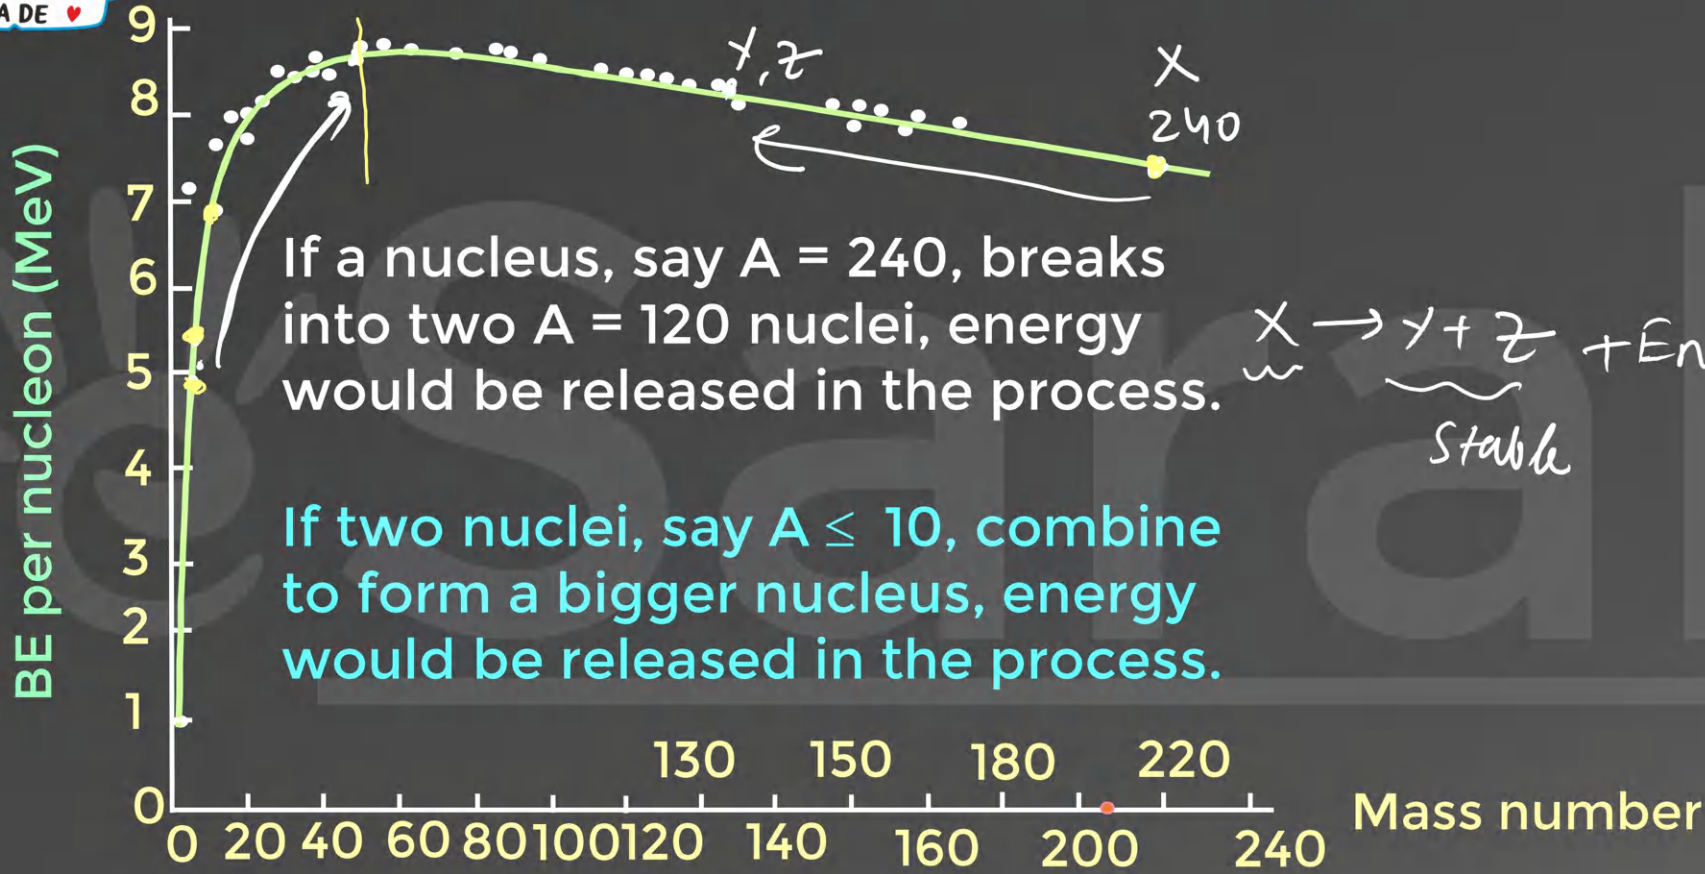 A DE
9
8
7
6
5
4
3
2
1
0
BE per nucleon (MeV)
Y, Z
X
240
If a nucleus, say A = 240, breaks
into two A = 120 nuclei, energy
would be released in the process.
X → Y + Z + En
Stable
If two nuclei, say A ≤ 10, combine
to form a bigger nucleus, energy
would be released in the process.
130 150 180 220
0 20 40 60 80 100 120 140 160 200 240
Mass number
eSaral